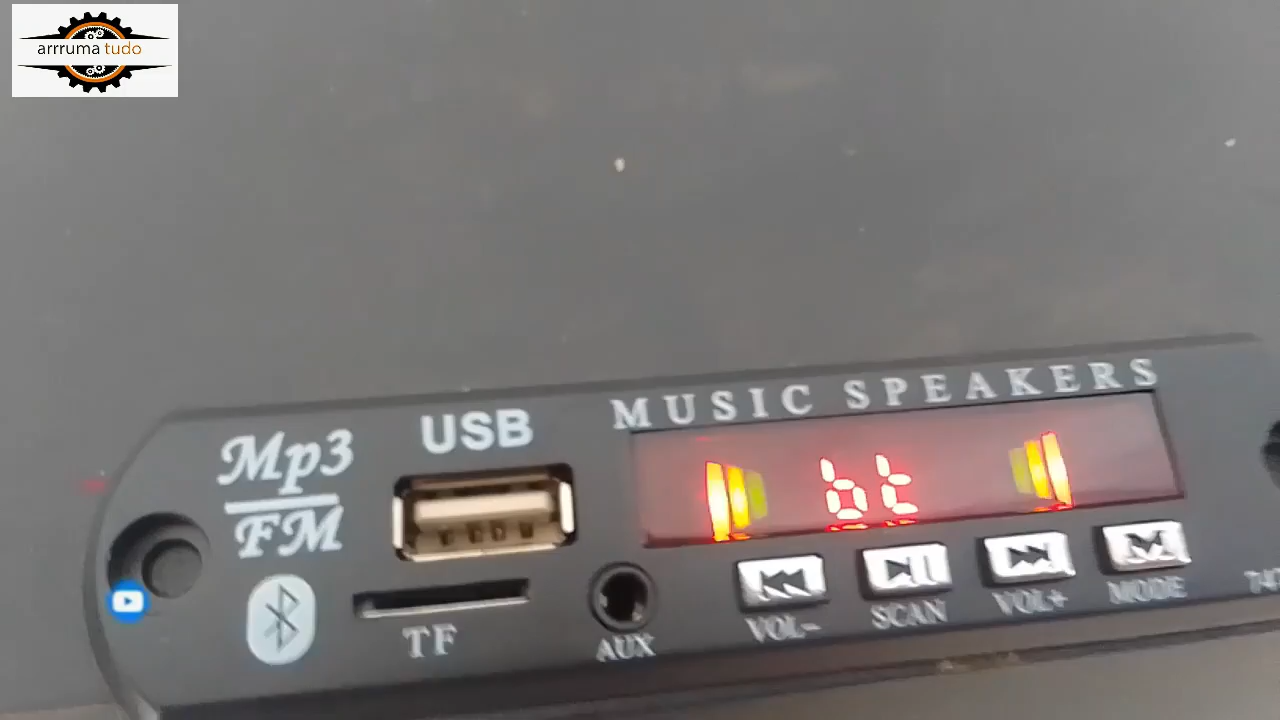 arrruma tudo
MUSIC SPEAKERS
Mp3
FM
USB
bt
TF
AUX
VOL-
SCAN
VOL+
MODE